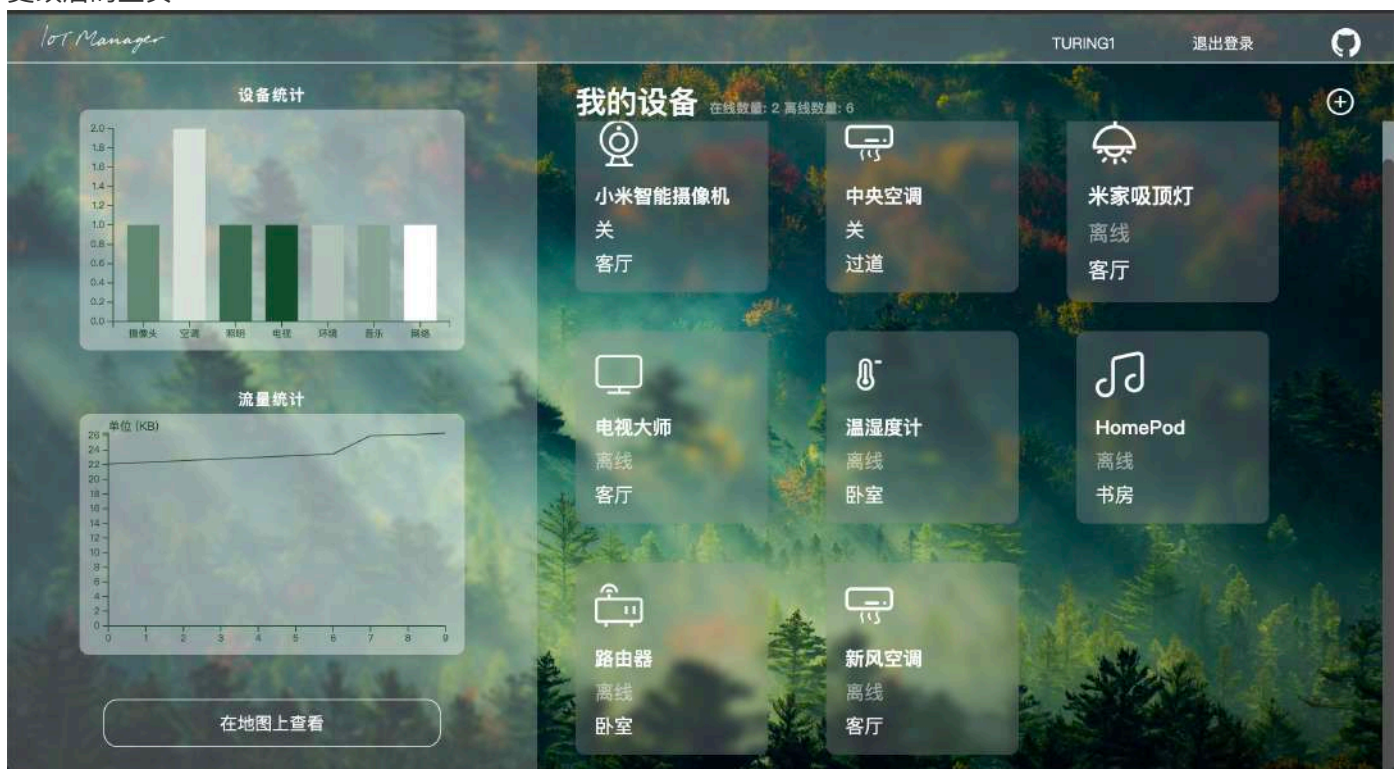 IoT Manager
TURING1
退出登录
设备统计
2.0
1.8
1.6
1.4
1.2
1.0
0.8
0.6
0.4
0.2
0.0
摄像头 空调 照明 电视 环境 音乐 网络
流量统计
单位 (KB)
26
24
22
20
18
16
14
12
10
8
6
4
2
0
0 1 2 3 4 5 6 7 8 9
在地图上查看
我的设备 在线数量: 2 离线数量: 6
小米智能摄像机
关
客厅
中央空调
关
过道
米家吸顶灯
离线
客厅
电视大师
离线
客厅
温湿度计
离线
卧室
HomePod
离线
书房
路由器
离线
卧室
新风空调
离线
客厅